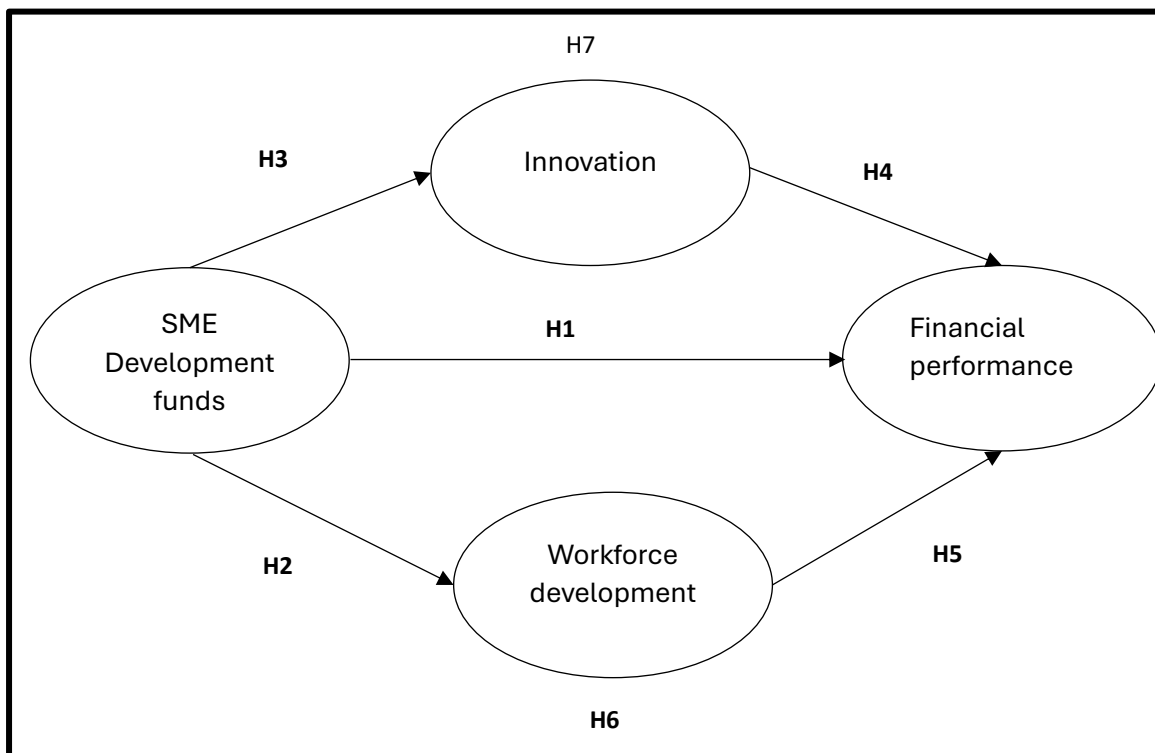 H7
H3
Innovation
H4
SME
Development
funds
H1
Financial
performance
H2
Workforce
development
H5
H6